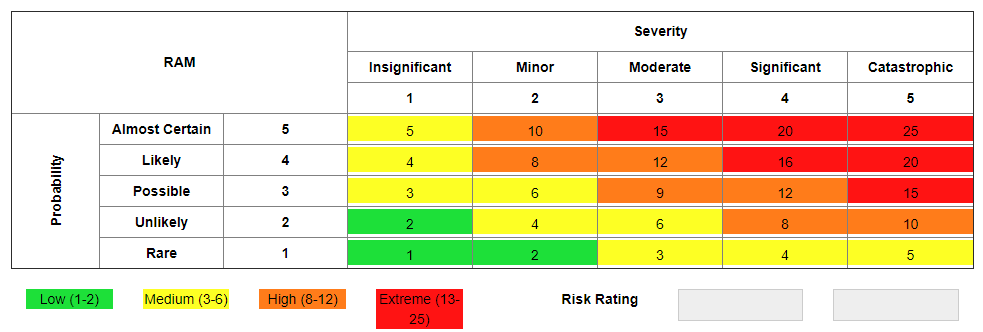 RAM
Severity
Insignificant Minor Moderate Significant Catastrophic
1 2 3 4 5
Probability
Almost Certain 5 5 10 15 20 25
Likely 4 4 8 12 16 20
Possible 3 3 6 9 12 15
Unlikely 2 2 4 6 8 10
Rare 1 1 2 3 4 5
Low (1-2) Medium (3-6) High (8-12) Extreme (13-
25)
Risk Rating